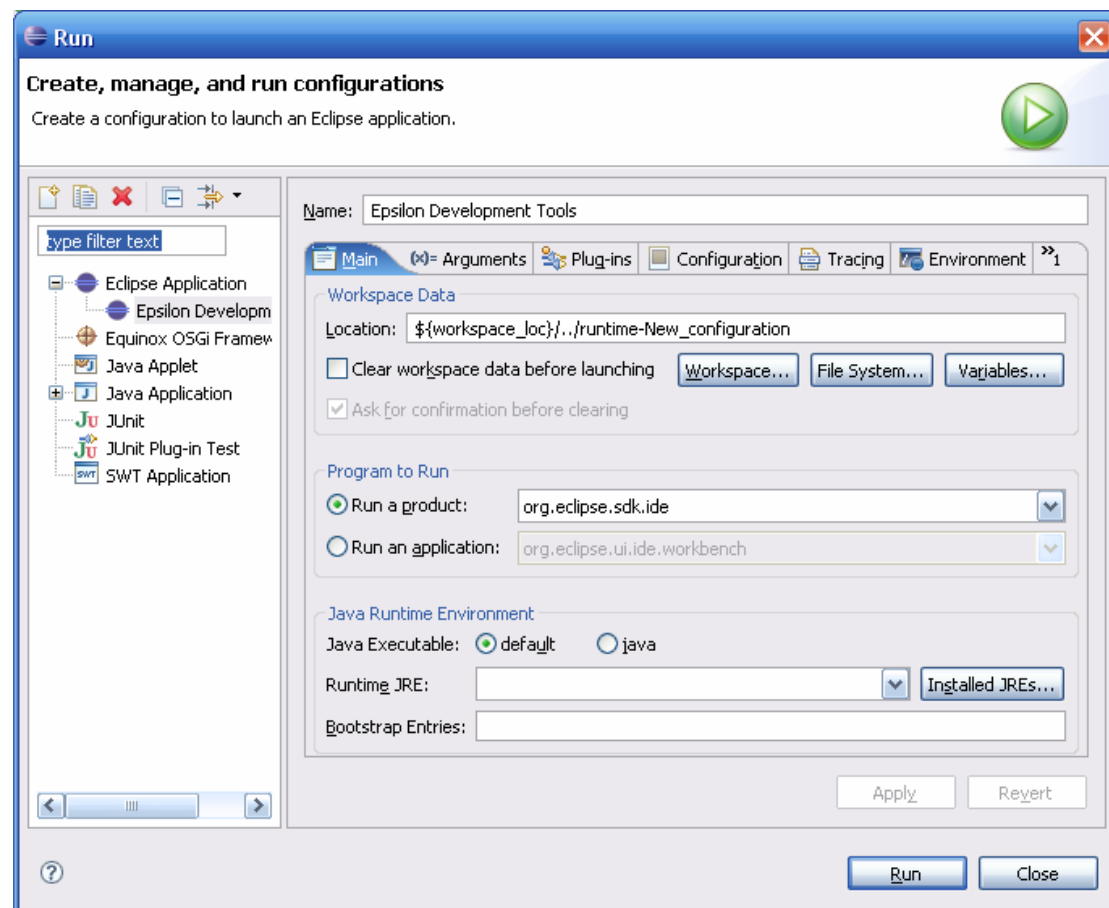 Run
Create, manage, and run configurations
Create a configuration to launch an Eclipse application.
type filter text
Eclipse Application
Epsilon Developm
Equinox OSGi Framew
Java Applet
Java Application
JUnit
JUnit Plug-in Test
SWT Application
Name: Epsilon Development Tools
Main (x)= Arguments Plug-ins Configuration Tracing Environment »1
Workspace Data
Location: ${workspace_loc}/../runtime-New_configuration
Clear workspace data before launching Workspace... File System... Variables...
Ask for confirmation before clearing
Program to Run
Run a product: org.eclipse.sdk.ide
Run an application: org.eclipse.ui.ide.workbench
Java Runtime Environment
Java Executable: default java
Runtime JRE: Installed JREs...
Bootstrap Entries:
Apply Revert
Run Close